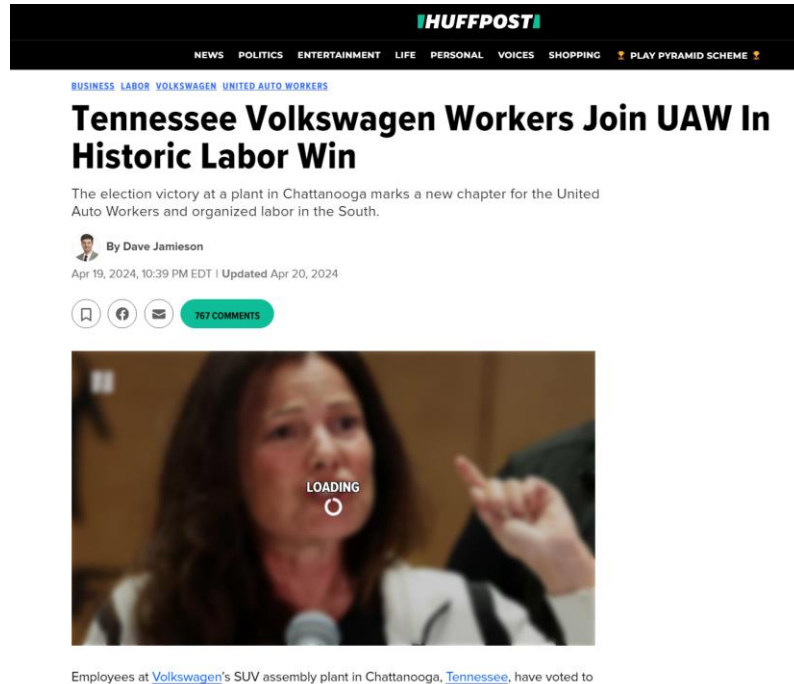 HUFFPOST
NEWS POLITICS ENTERTAINMENT LIFE PERSONAL VOICES SHOPPING 🏆 PLAY PYRAMID SCHEME 🏆
BUSINESS LABOR VOLKSWAGEN UNITED AUTO WORKERS
Tennessee Volkswagen Workers Join UAW In
Historic Labor Win
The election victory at a plant in Chattanooga marks a new chapter for the United
Auto Workers and organized labor in the South.
By Dave Jamieson
Apr 19, 2024, 10:39 PM EDT | Updated Apr 20, 2024
767 COMMENTS
LOADING
Employees at Volkswagen's SUV assembly plant in Chattanooga, Tennessee, have voted to